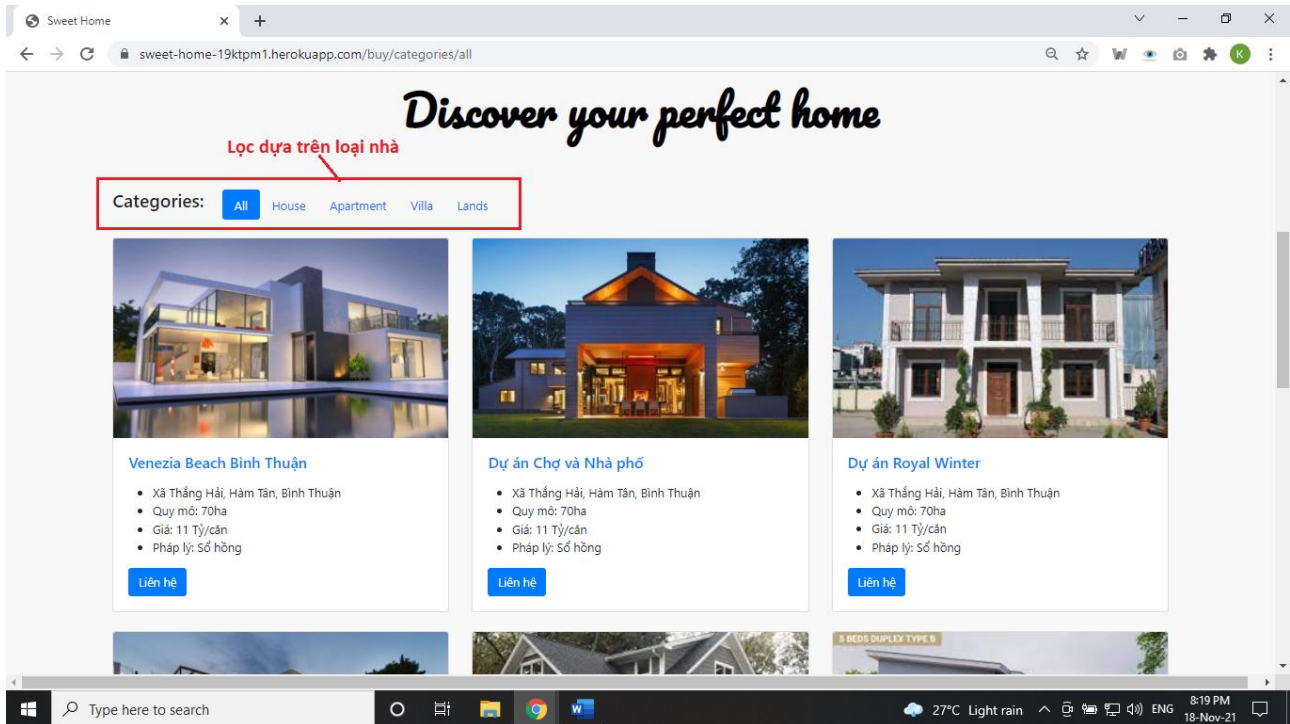 Sweet Home
sweet-home-19ktpm1.herokuapp.com/buy/categories/all
K
Discover your perfect home
Lọc dựa trên loại nhà
Categories: All House Apartment Villa Lands
Venezia Beach Bình Thuận
Xã Thắng Hải, Hàm Tân, Bình Thuận
Quy mô: 70ha
Giá: 11 Tỷ/căn
Pháp lý: Sổ hồng
Liên hệ
Dự án Chợ và Nhà phố
Xã Thắng Hải, Hàm Tân, Bình Thuận
Quy mô: 70ha
Giá: 11 Tỷ/căn
Pháp lý: Sổ hồng
Liên hệ
Dự án Royal Winter
Xã Thắng Hải, Hàm Tân, Bình Thuận
Quy mô: 70ha
Giá: 11 Tỷ/căn
Pháp lý: Sổ hồng
Liên hệ
5 BEDS DUPLEX TYPE B
Type here to search
27°C Light rain
ENG
8:19 PM
18-Nov-21